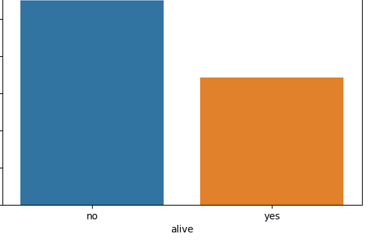 no yes
alive